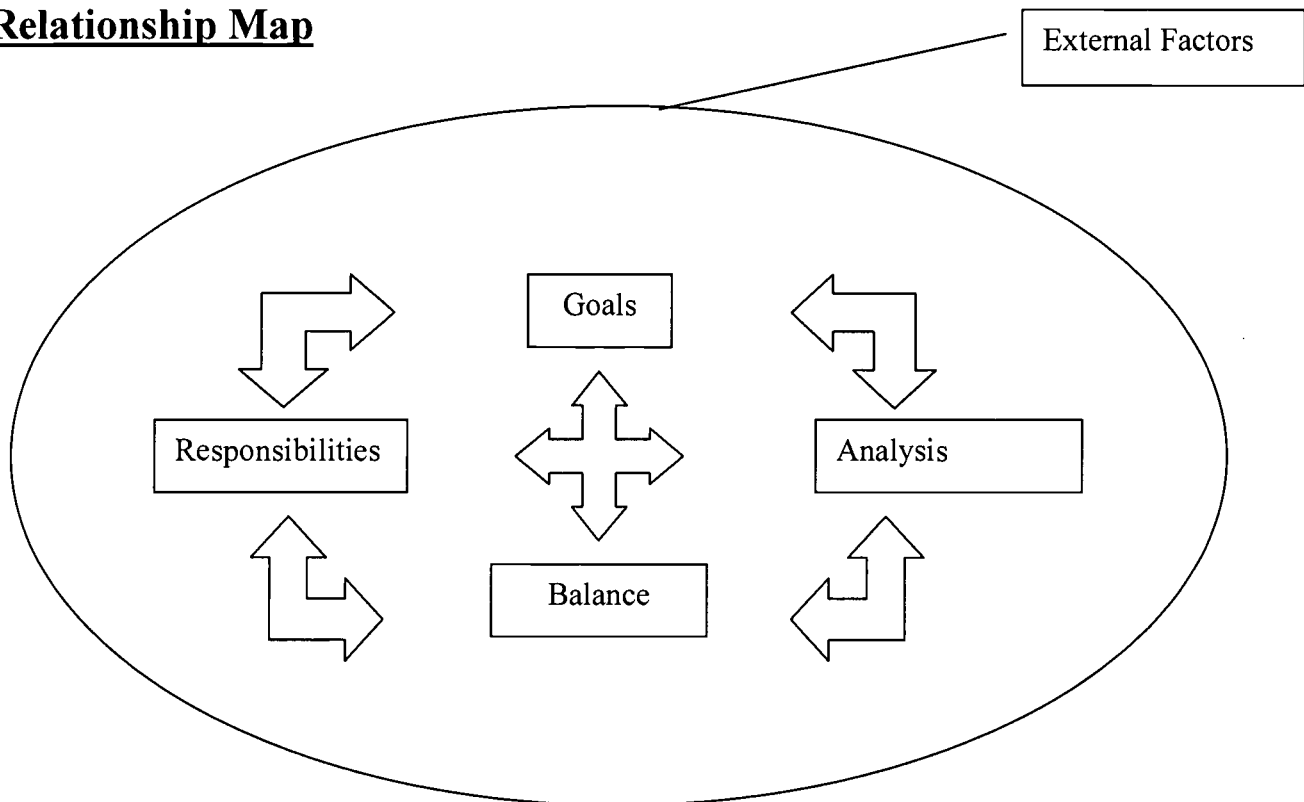 Relationship Map
External Factors
Goals
Responsibilities
Analysis
Balance